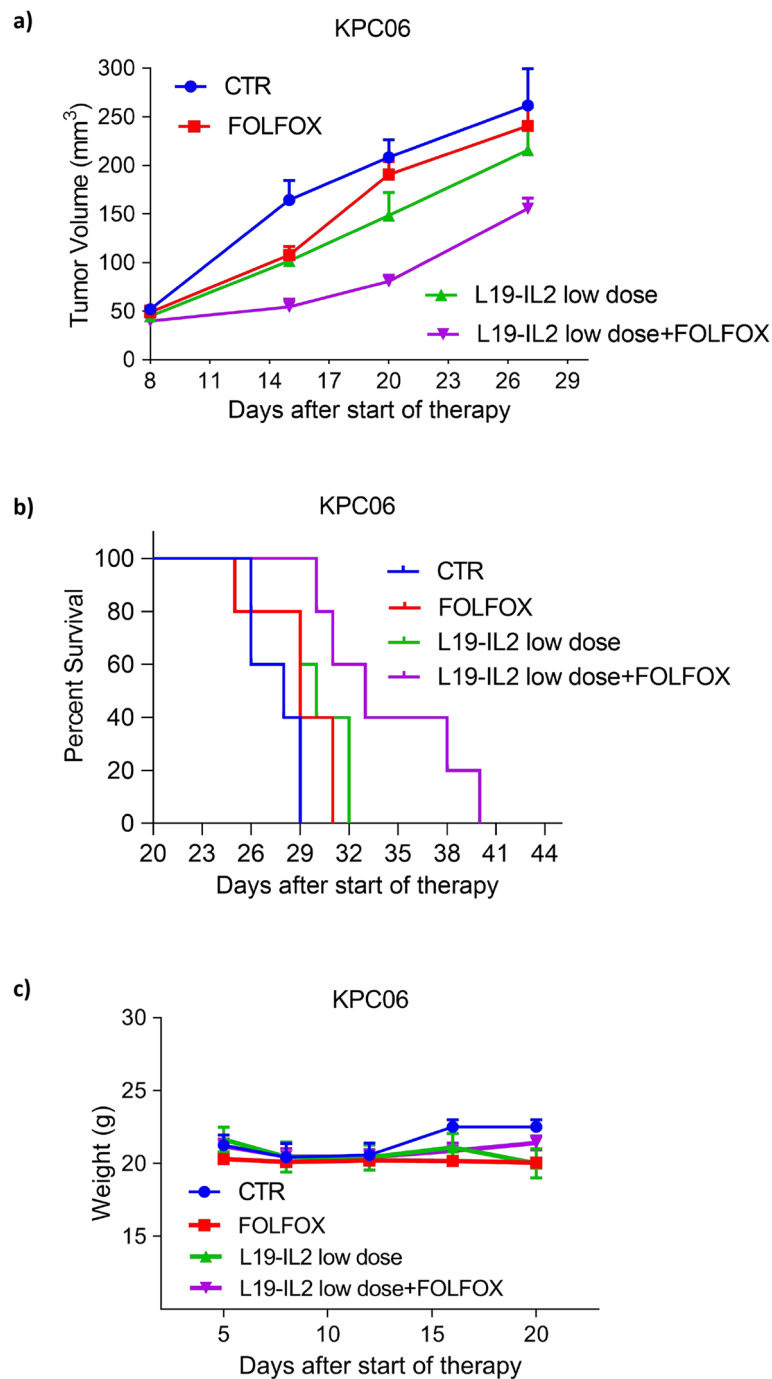 a)
KPC06
Tumor Volume (mm³)
300
250
200
150
100
50
0
CTR
FOLFOX
L19-IL2 low dose
L19-IL2 low dose+FOLFOX
8 11 14 17 20 23 26 29
Days after start of therapy
b)
KPC06
Percent Survival
100
80
60
40
20
0
CTR
FOLFOX
L19-IL2 low dose
L19-IL2 low dose+FOLFOX
20 23 26 29 32 35 38 41 44
Days after start of therapy
c)
KPC06
Weight (g)
30
25
20
15
CTR
FOLFOX
L19-IL2 low dose
L19-IL2 low dose+FOLFOX
5 10 15 20
Days after start of therapy